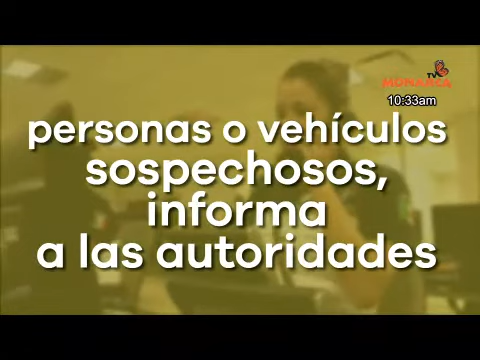 TV
MONARCA
10:33am
personas o vehículos
sospechosos,
informa
a las autoridades